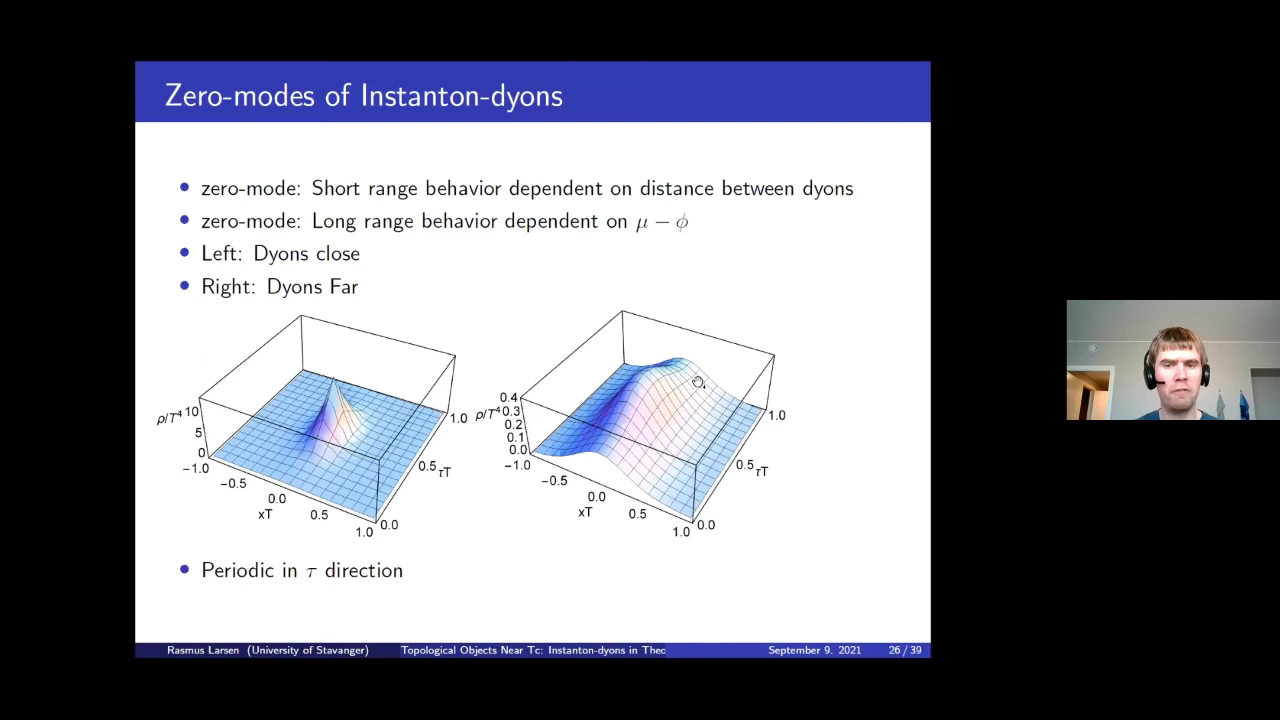 Zero-modes of Instanton-dyons
zero-mode: Short range behavior dependent on distance between dyons
zero-mode: Long range behavior dependent on μ − ϕ
Left: Dyons close
Right: Dyons Far
ρ/T⁴ 10
5
0
−1.0
−0.5
0.0
xT
0.5
1.0
0.0
0.5 τT
1.0
0.4
ρ/T⁴ 0.3
0.2
0.1
0.0
−1.0
−0.5
0.0
xT
0.5
1.0
0.0
0.5
τT
1.0
Periodic in τ direction
Rasmus Larsen (University of Stavanger) Topological Objects Near Tc: Instanton-dyons in Theo September 9. 2021 26 / 39